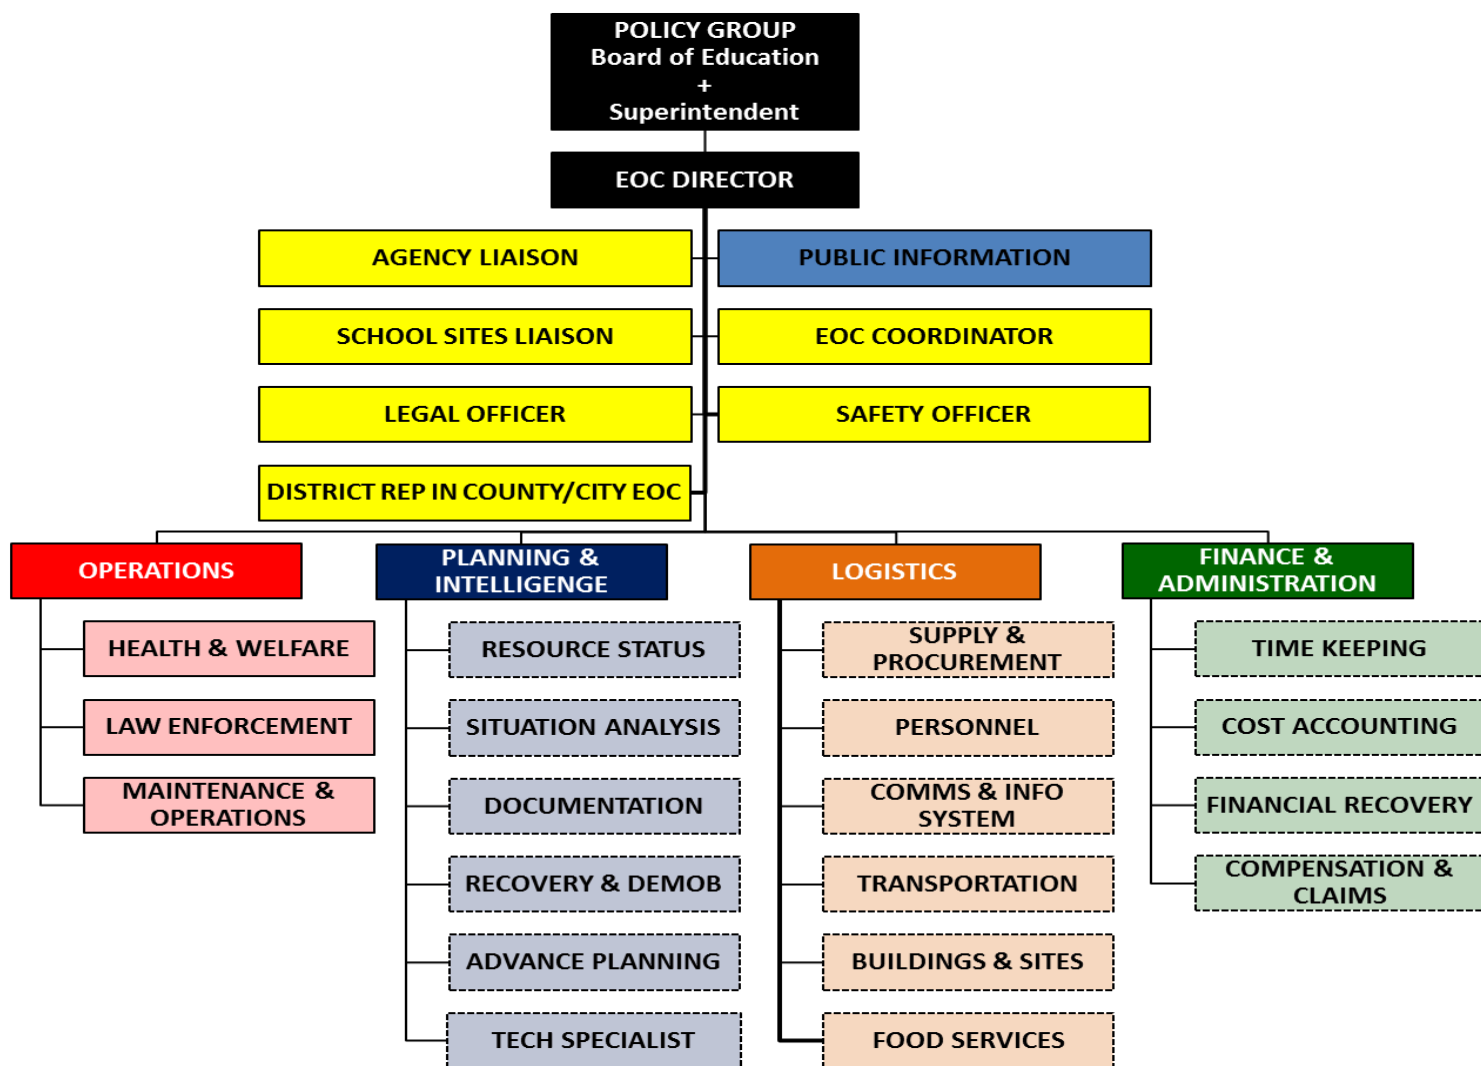 POLICY GROUP
Board of Education
+
Superintendent
EOC DIRECTOR
AGENCY LIAISON
PUBLIC INFORMATION
SCHOOL SITES LIAISON
EOC COORDINATOR
LEGAL OFFICER
SAFETY OFFICER
DISTRICT REP IN COUNTY/CITY EOC
OPERATIONS
HEALTH & WELFARE
LAW ENFORCEMENT
MAINTENANCE &
OPERATIONS
PLANNING &
INTELLIGENGE
RESOURCE STATUS
SITUATION ANALYSIS
DOCUMENTATION
RECOVERY & DEMOB
ADVANCE PLANNING
TECH SPECIALIST
LOGISTICS
SUPPLY &
PROCUREMENT
PERSONNEL
COMMS & INFO
SYSTEM
TRANSPORTATION
BUILDINGS & SITES
FOOD SERVICES
FINANCE &
ADMINISTRATION
TIME KEEPING
COST ACCOUNTING
FINANCIAL RECOVERY
COMPENSATION &
CLAIMS